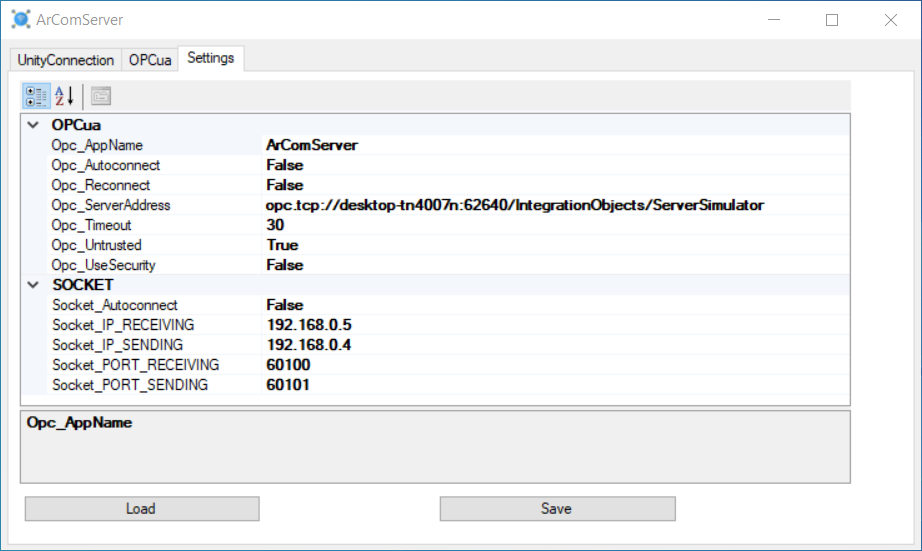 ArComServer
UnityConnection OPCua Settings
OPCua
Opc_AppName ArComServer
Opc_Autoconnect False
Opc_Reconnect False
Opc_ServerAddress opc.tcp://desktop-tn4007n:62640/IntegrationObjects/ServerSimulator
Opc_Timeout 30
Opc_Untrusted True
Opc_UseSecurity False
SOCKET
Socket_Autoconnect False
Socket_IP_RECEIVING 192.168.0.5
Socket_IP_SENDING 192.168.0.4
Socket_PORT_RECEIVING 60100
Socket_PORT_SENDING 60101
Opc_AppName
Load Save